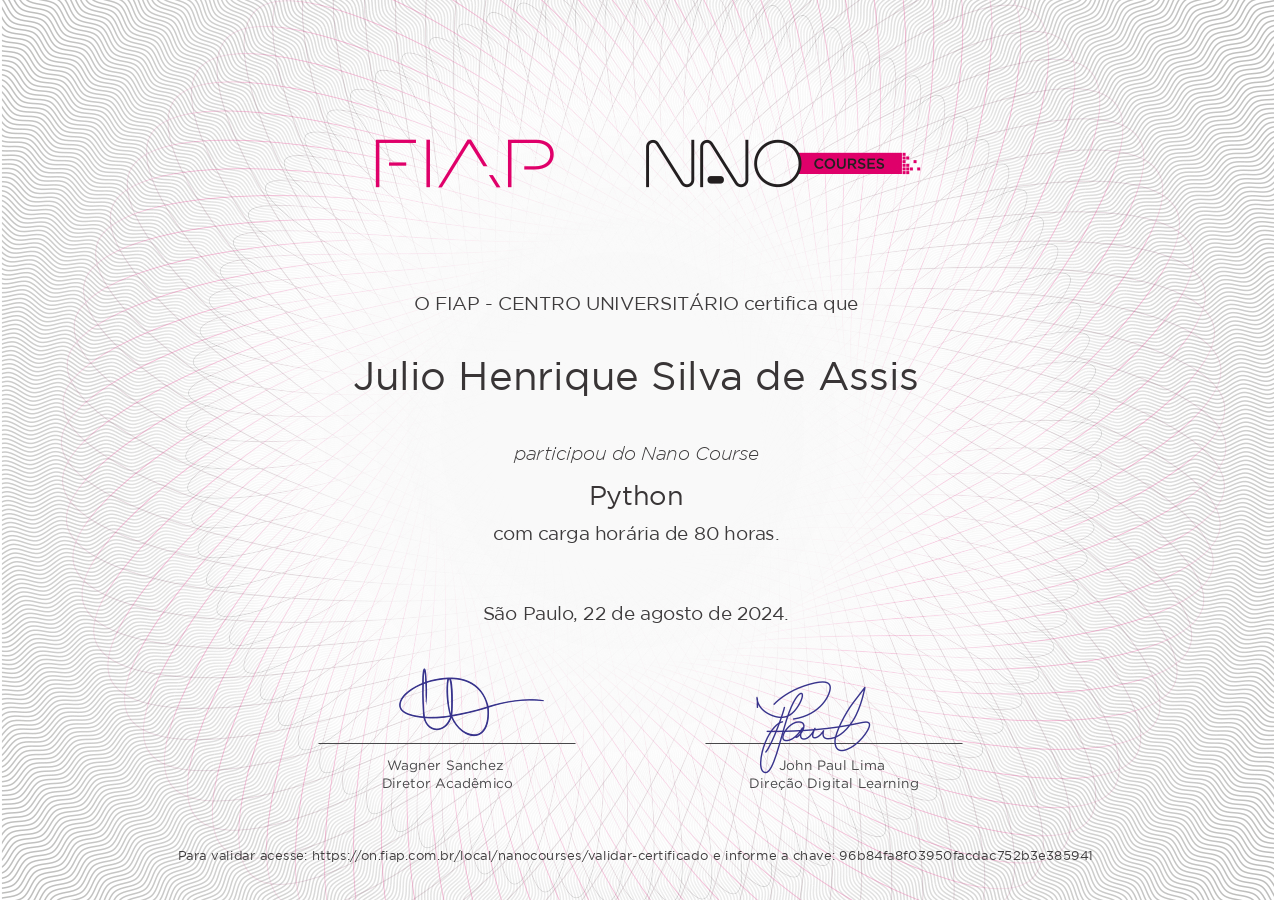 FIAP NANO COURSES
O FIAP - CENTRO UNIVERSITÁRIO certifica que
Julio Henrique Silva de Assis
participou do Nano Course
Python
com carga horária de 80 horas.
São Paulo, 22 de agosto de 2024.
Wagner Sanchez
Diretor Acadêmico
John Paul Lima
Direção Digital Learning
Para validar acesse: https://on.fiap.com.br/local/nanocourses/validar-certificado e informe a chave: 96b84fa8f03950facdac752b3e385941